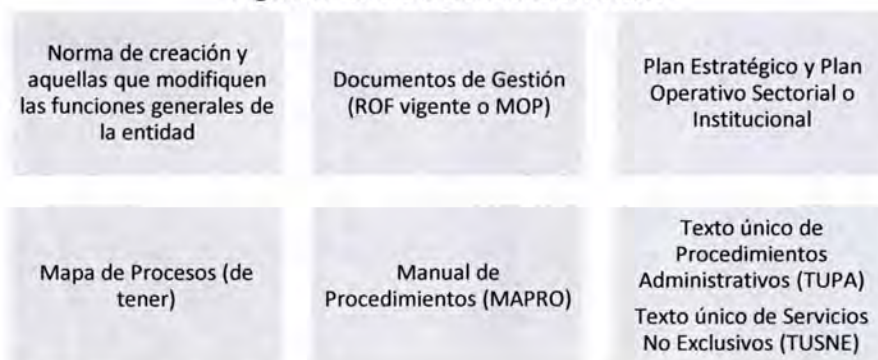 Norma de creación y
aquellas que modifiquen
las funciones generales de
la entidad
Documentos de Gestión
(ROF vigente o MOP)
Plan Estratégico y Plan
Operativo Sectorial o
Institucional
Mapa de Procesos (de
tener)
Manual de
Procedimientos (MAPRO)
Texto único de
Procedimientos
Administrativos (TUPA)
Texto único de Servicios
No Exclusivos (TUSNE)